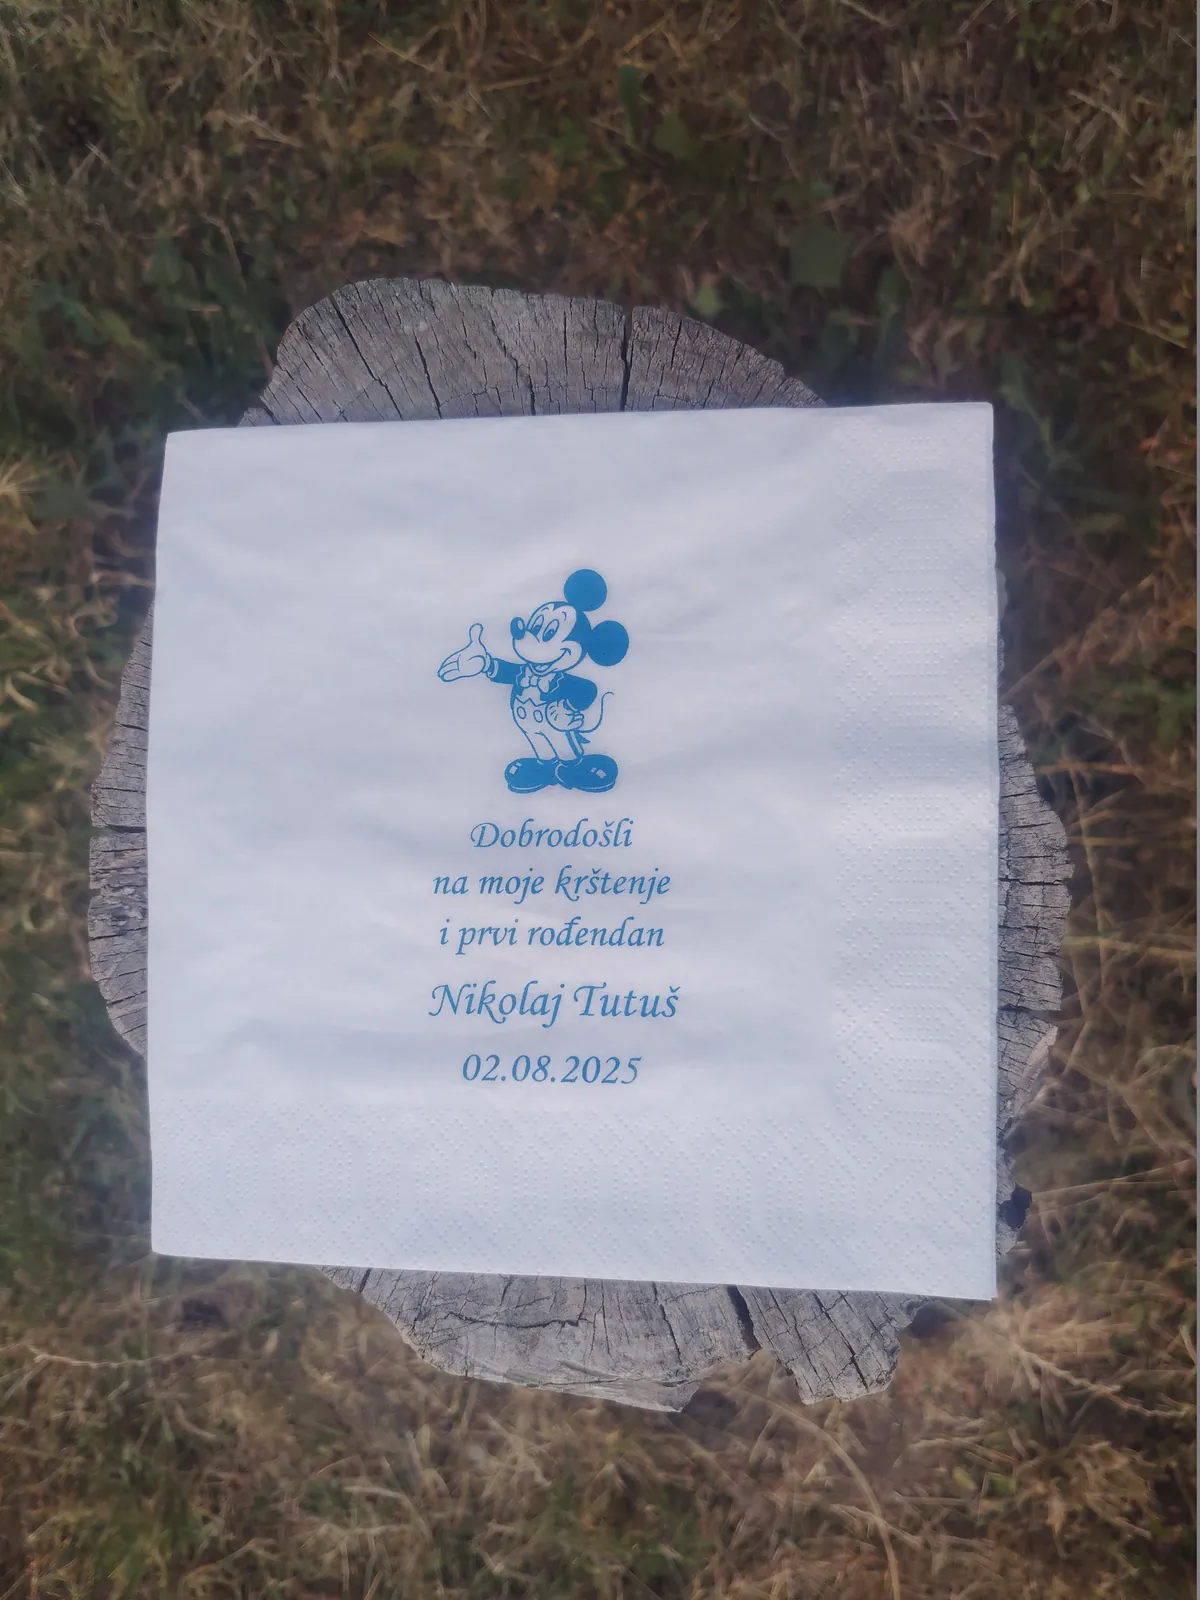 Dobrodošli
na moje krštenje
i prvi rođendan
Nikolaj Tutuš
02.08.2025